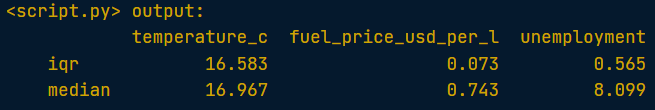 <script.py> output:
temperature_c fuel_price_usd_per_l unemployment
iqr 16.583 0.073 0.565
median 16.967 0.743 8.099